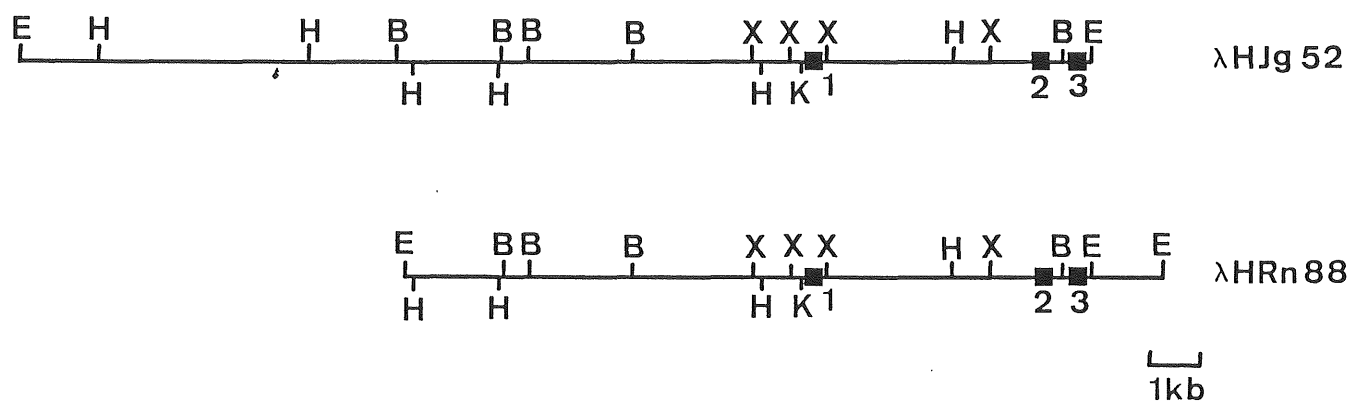 E H H B B B B X X X H X B E
λHJg 52
H H H K 1 2 3
E B B B X X X H X B E E
λHRn 88
H H H K 1 2 3
1kb